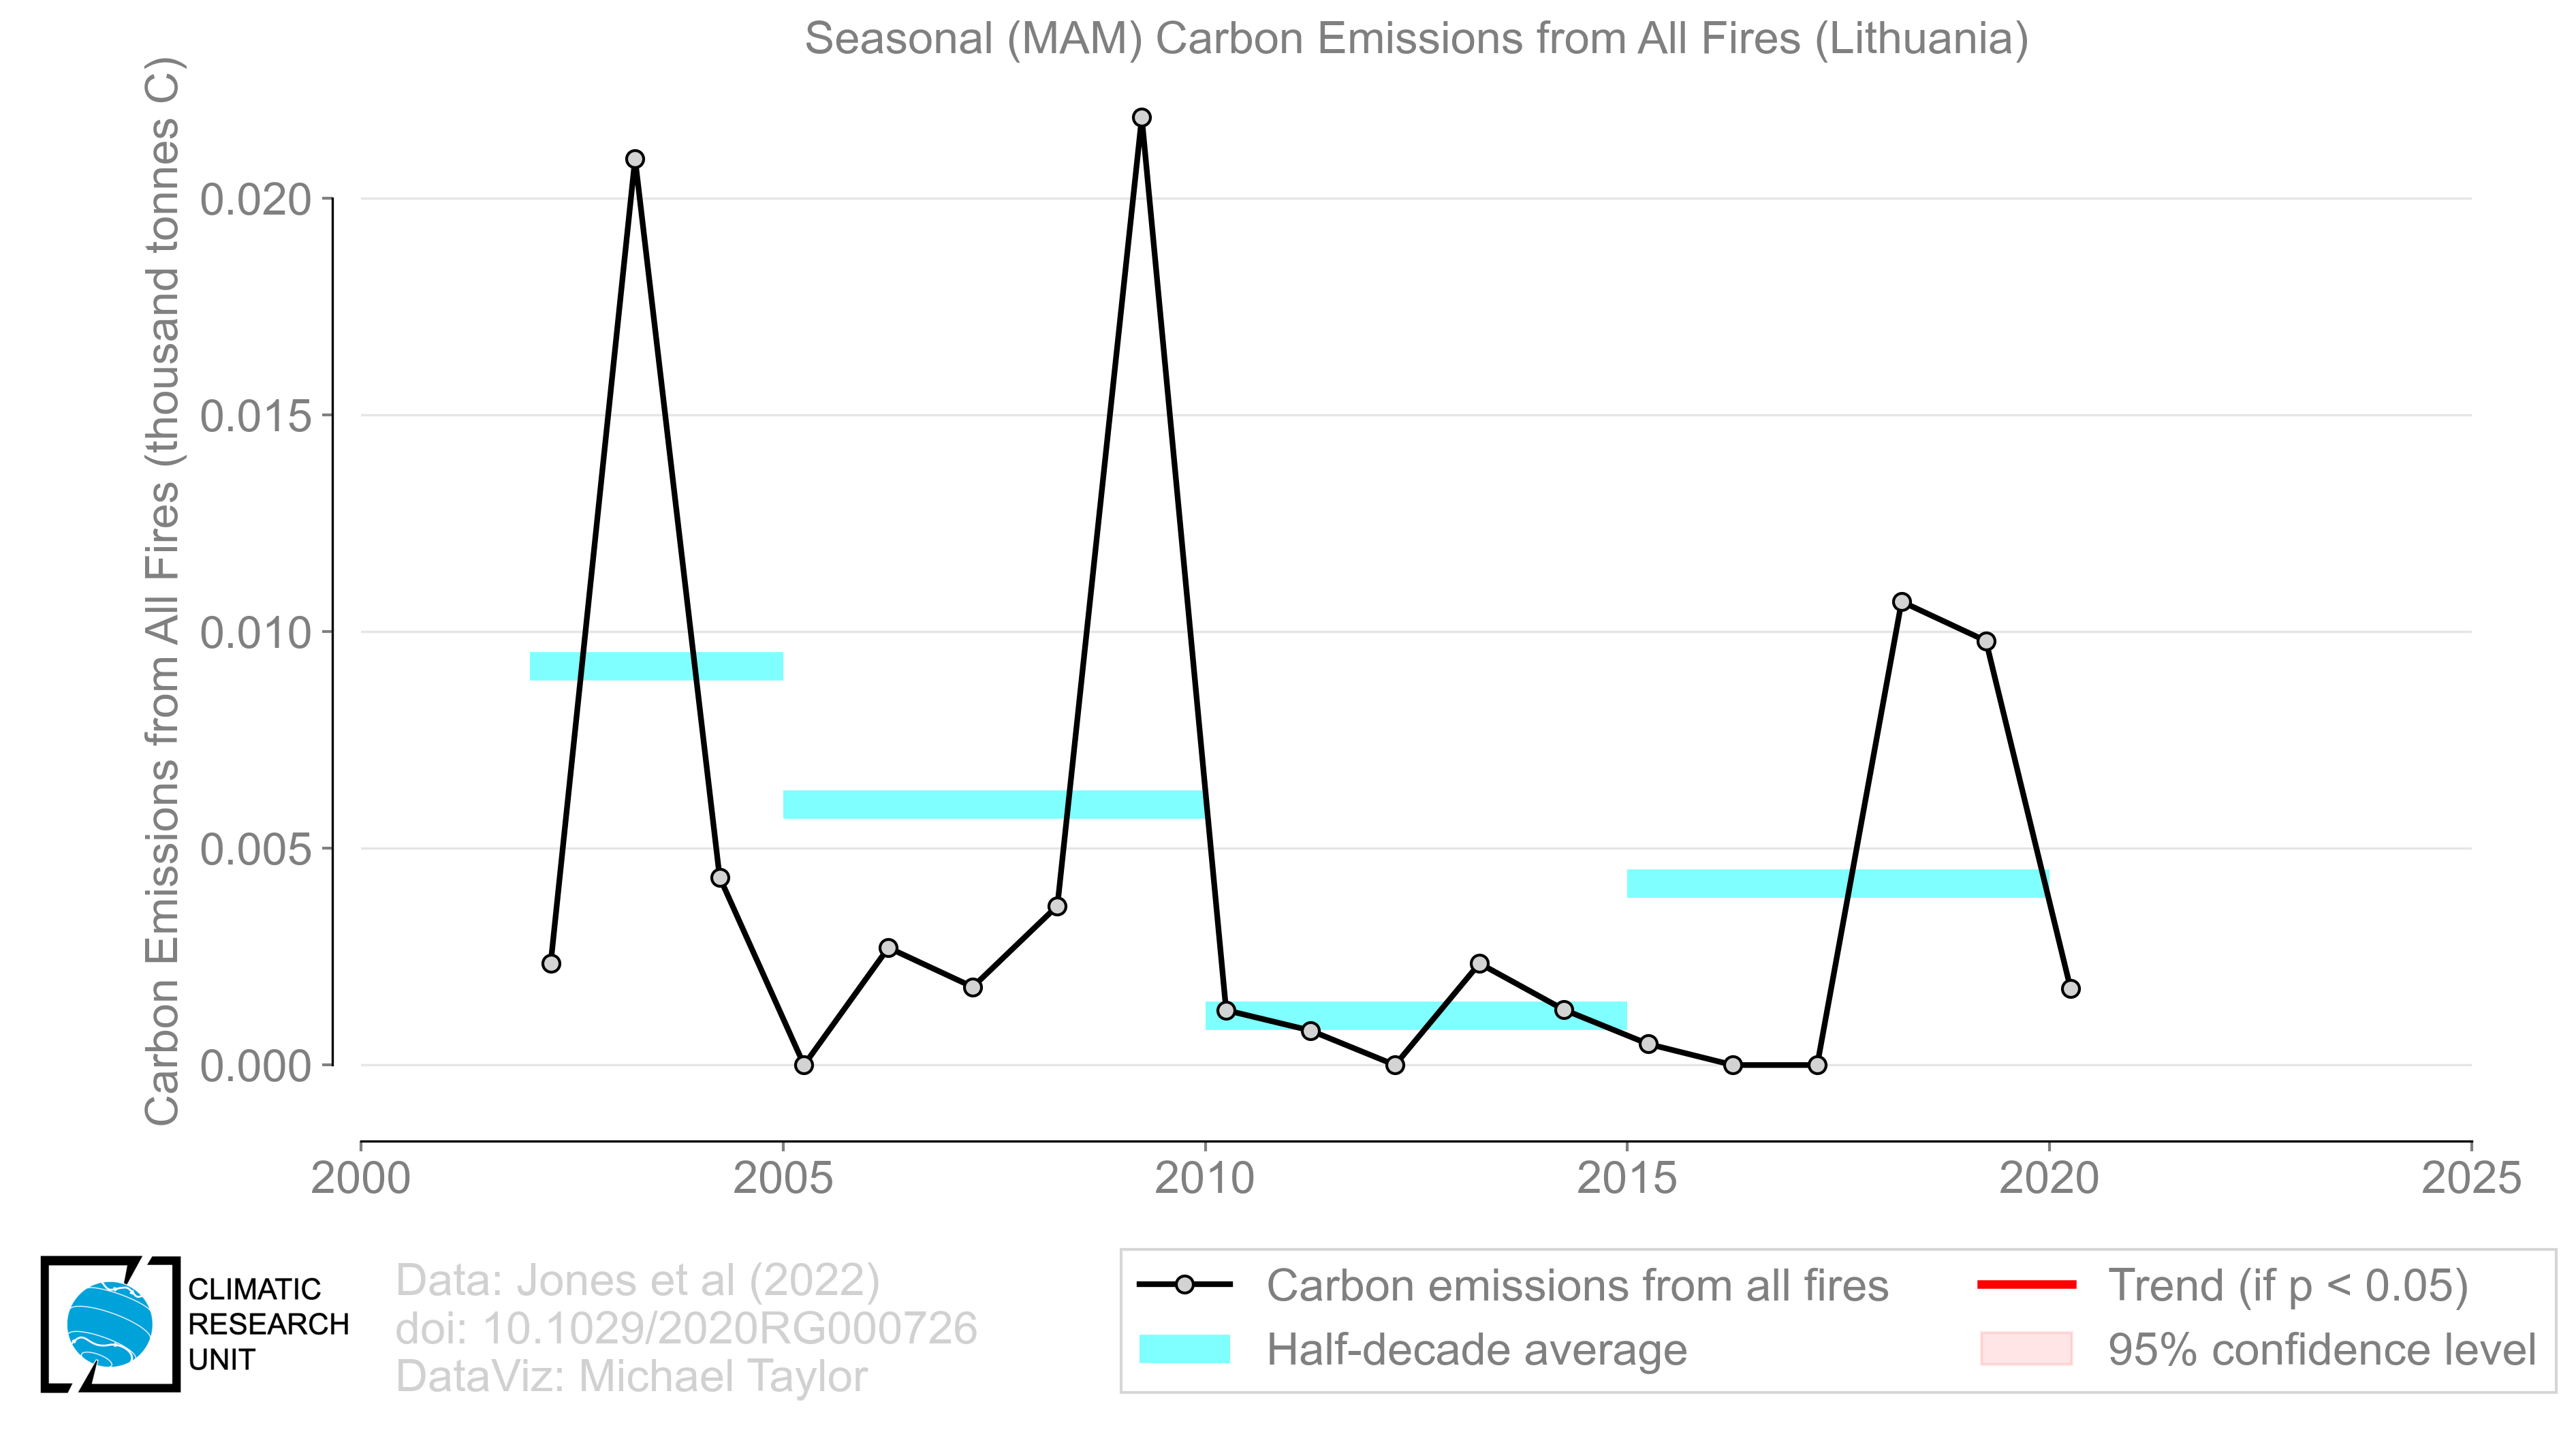 Seasonal (MAM) Carbon Emissions from All Fires (Lithuania)
Carbon Emissions from All Fires (thousand tonnes C)
0.020
0.015
0.010
0.005
0.000
2000
2005
2010
2015
2020
2025
CLIMATIC
RESEARCH
UNIT
Data: Jones et al (2022)
doi: 10.1029/2020RG000726
DataViz: Michael Taylor
Carbon emissions from all fires
Half-decade average
Trend (if p < 0.05)
95% confidence level